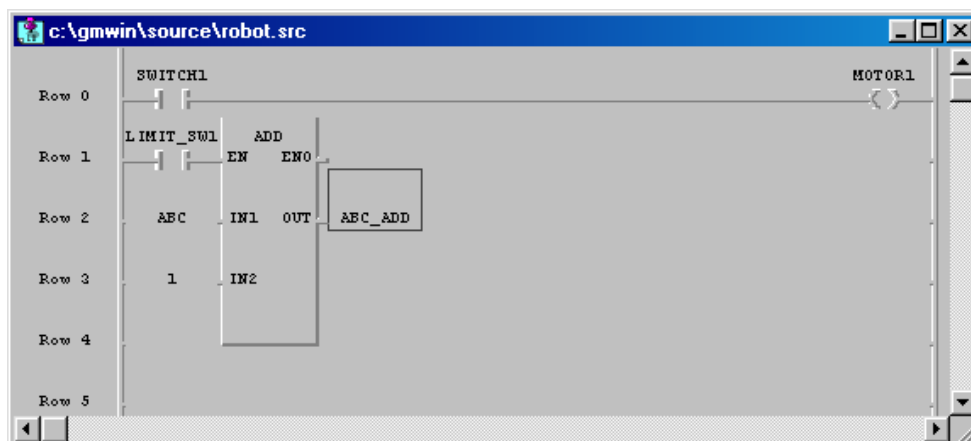 c:\gmwin\source\robot.src
SWITCH1 MOTOR1
Row 0
LIMIT_SW1 ADD
Row 1 EN ENO
Row 2 ABC IN1 OUT ABC_ADD
Row 3 1 IN2
Row 4
Row 5